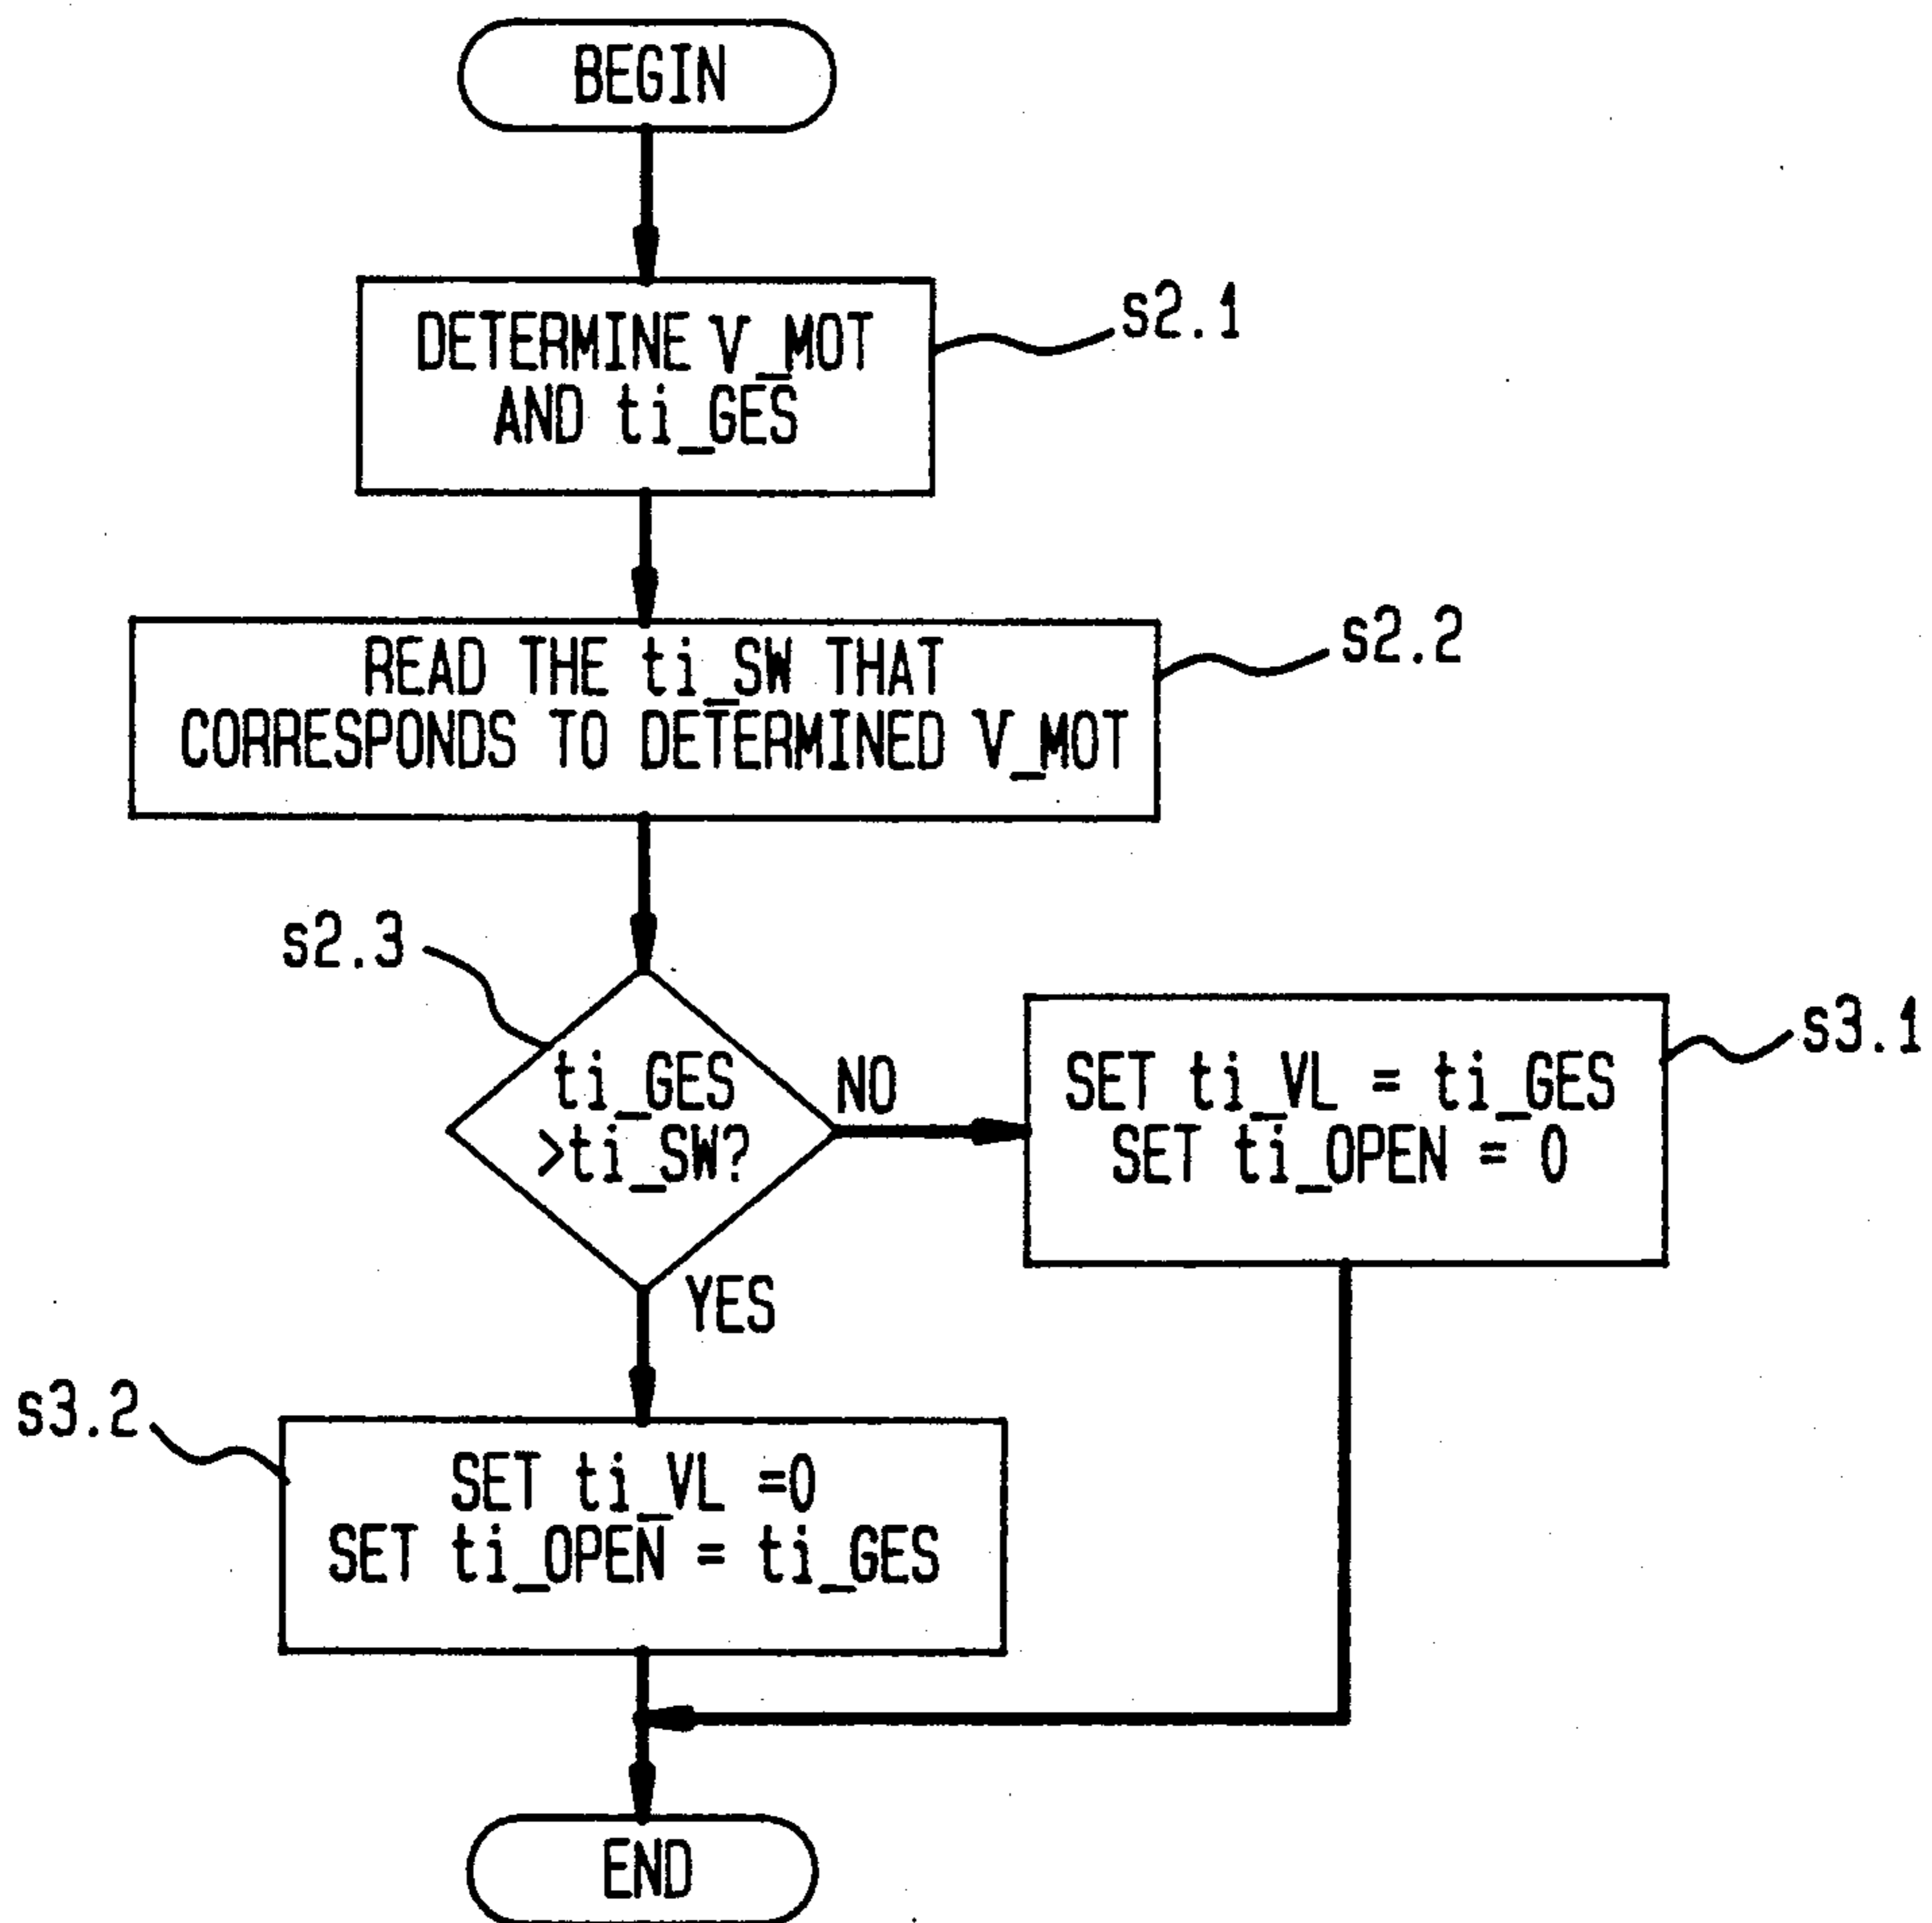 BEGIN
DETERMINE V_MOT
AND ti_GES
s2.1
READ THE ti_SW THAT
CORRESPONDS TO DETERMINED V_MOT
s2.2
s2.3
ti_GES
>ti_SW?
NO
SET ti_VL = ti_GES
SET ti_OPEN = 0
s3.1
YES
s3.2
SET ti_VL =0
SET ti_OPEN = ti_GES
END